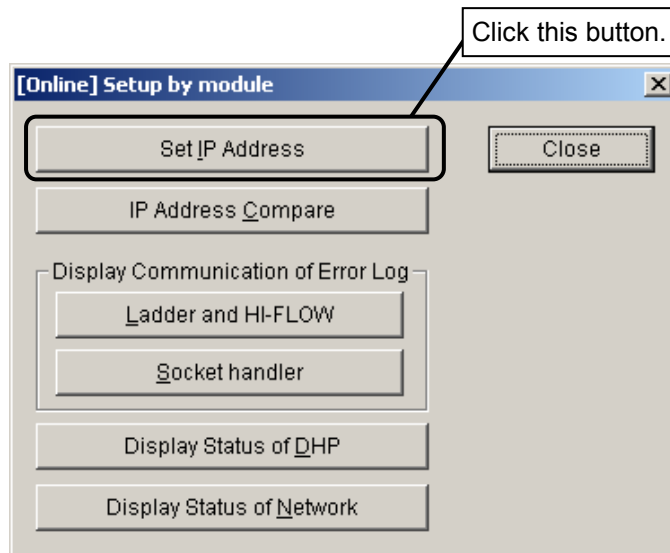 Click this button.
[Online] Setup by module
Set IP Address
Close
IP Address Compare
Display Communication of Error Log
Ladder and HI-FLOW
Socket handler
Display Status of DHP
Display Status of Network